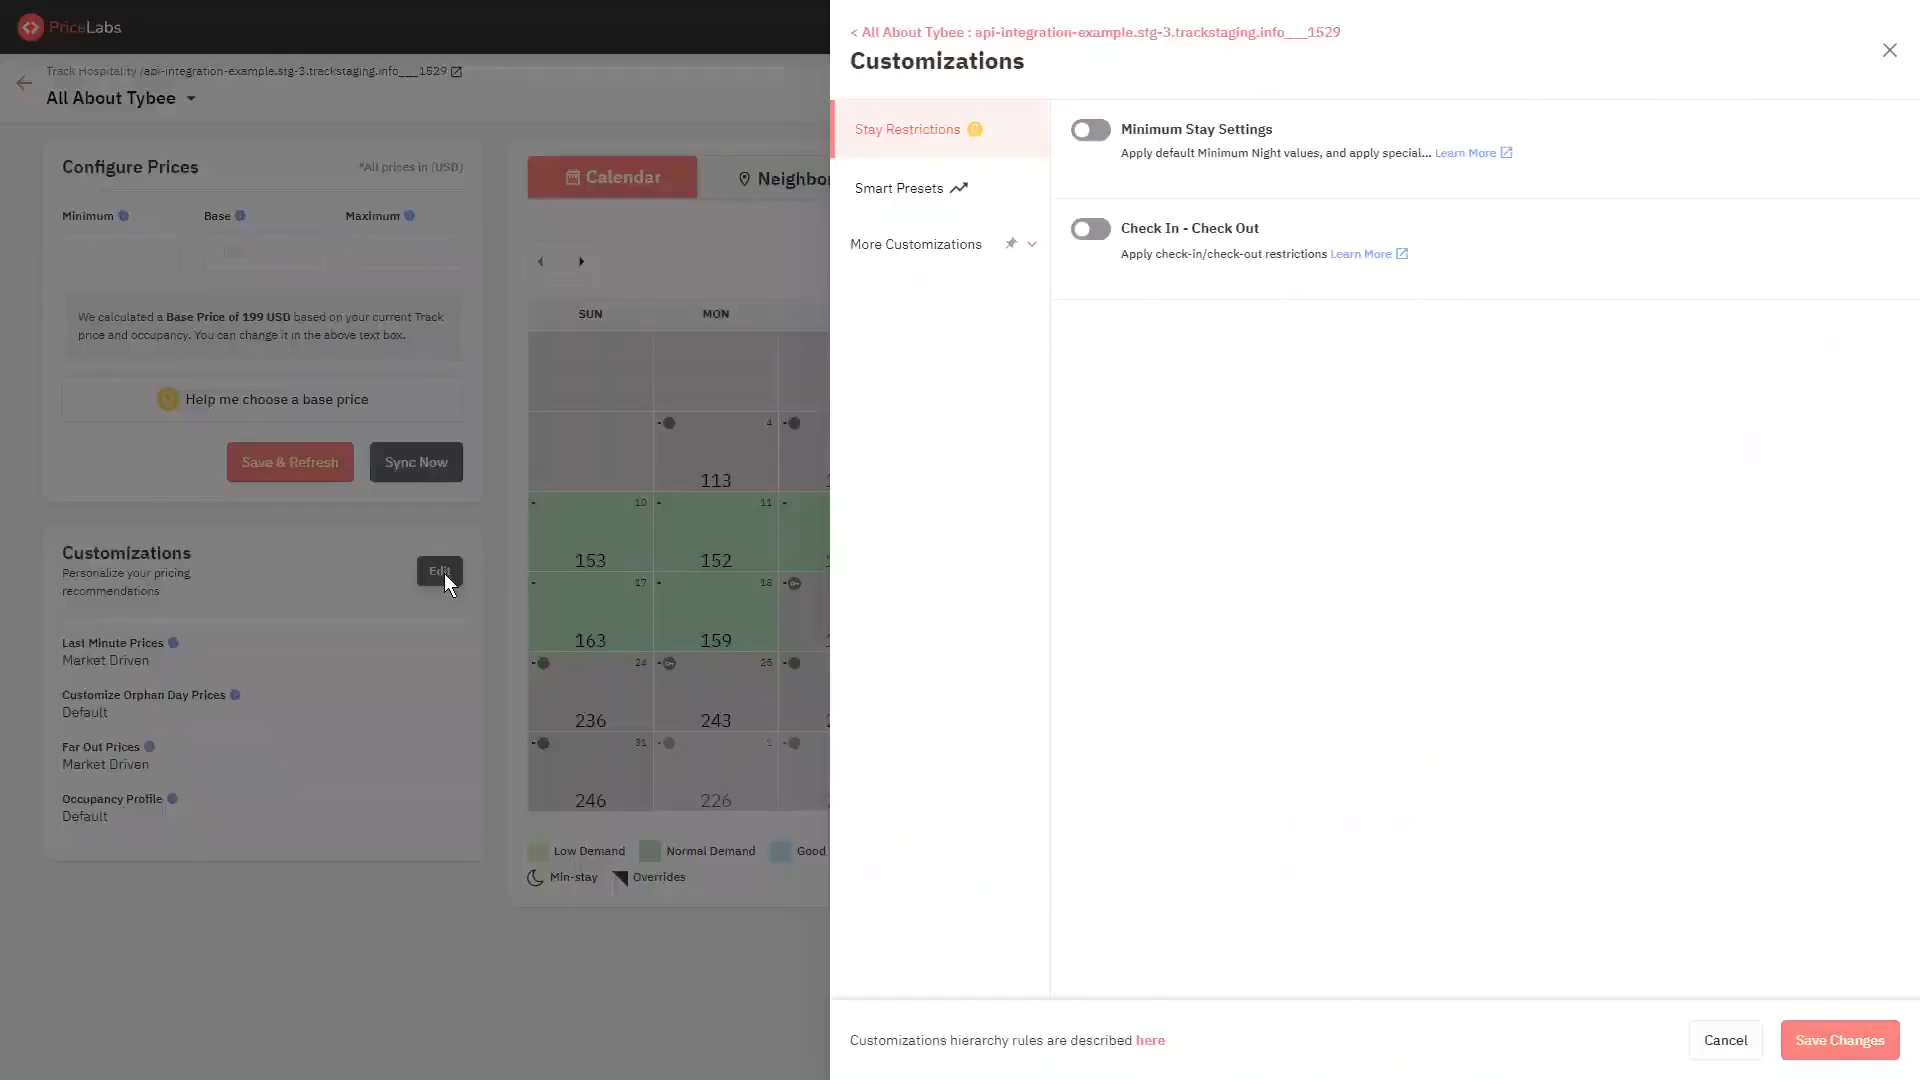 PriceLabs
Track Hospitality /api-integration-example.stg-3.trackstaging.info___1529
All About Tybee
Configure Prices
*All prices in (USD)
Minimum
Base
Maximum
We calculated a Base Price of 199 USD based on your current Track
price and occupancy. You can change it in the above text box.
Help me choose a base price
Save & Refresh
Sync Now
Customizations
Personalize your pricing
recommendations
Edit
Last Minute Prices
Market Driven
Customize Orphan Day Prices
Default
Far Out Prices
Market Driven
Occupancy Profile
Default
Calendar
Neighbor
SUN MON
4
113
10 11
153 152
17 18
163 159
24 25
236 243
31 1
246 226
Low Demand Normal Demand Good
Min-stay Overrides
< All About Tybee : api-integration-example.stg-3.trackstaging.info___1529
Customizations
Stay Restrictions
Smart Presets
More Customizations
Minimum Stay Settings
Apply default Minimum Night values, and apply special... Learn More
Check In - Check Out
Apply check-in/check-out restrictions Learn More
Customizations hierarchy rules are described here
Cancel
Save Changes